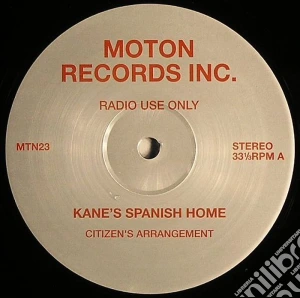 MOTON
RECORDS INC.
RADIO USE ONLY
MTN23
STEREO
33⅓RPM A
KANE'S SPANISH HOME
CITIZEN'S ARRANGEMENT